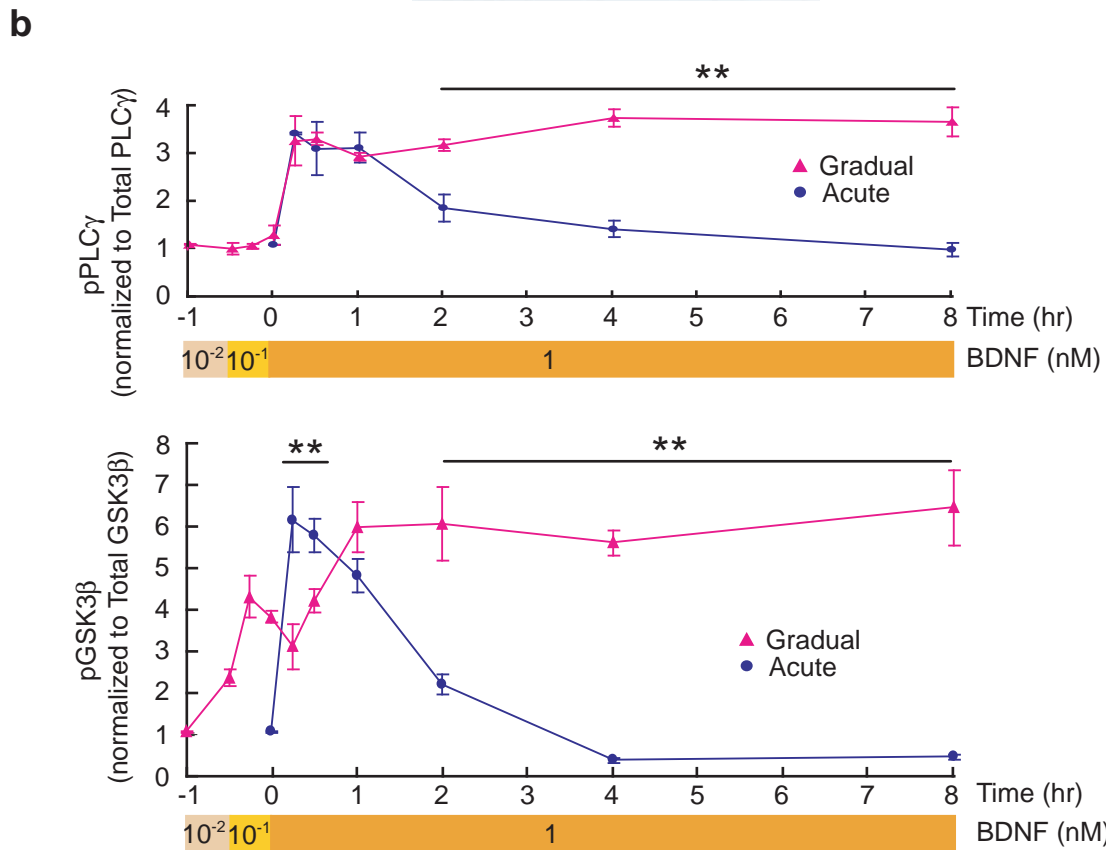 b
**
pPLCγ
(normalized to Total PLCγ)
4
3
2
1
0
Gradual
Acute
-1 0 1 2 3 4 5 6 7 8 Time (hr)
10⁻² 10⁻¹ 1 BDNF (nM)
** **
pGSK3β
(normalized to Total GSK3β)
8
7
6
5
4
3
2
1
0
Gradual
Acute
-1 0 1 2 3 4 5 6 7 8 Time (hr)
10⁻² 10⁻¹ 1 BDNF (nM)